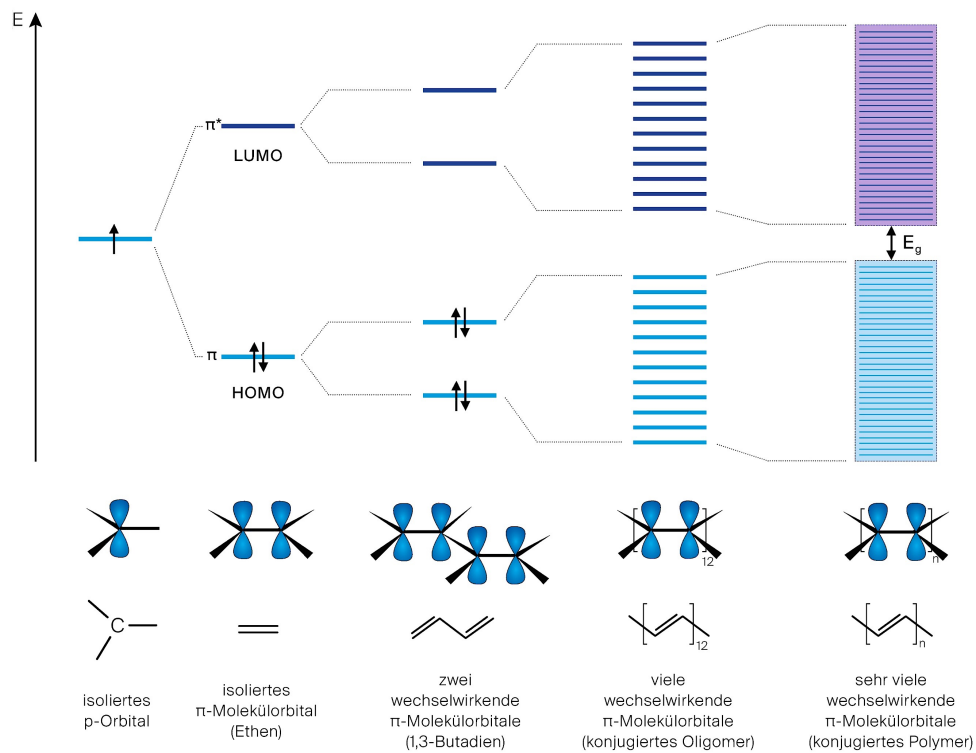 E
π*
LUMO
E_g
π
HOMO
12
n
C
12
n
isoliertes
p-Orbital
isoliertes
π-Molekülorbital
(Ethen)
zwei
wechselwirkende
π-Molekülorbitale
(1,3-Butadien)
viele
wechselwirkende
π-Molekülorbitale
(konjugiertes Oligomer)
sehr viele
wechselwirkende
π-Molekülorbitale
(konjugiertes Polymer)